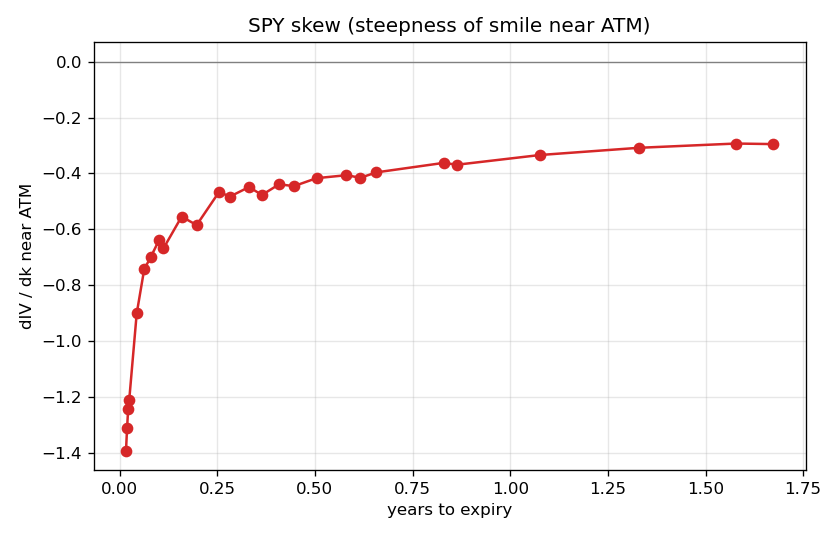 SPY skew (steepness of smile near ATM)
0.0
−0.2
−0.4
−0.6
−0.8
−1.0
−1.2
−1.4
dIV / dk near ATM
0.00 0.25 0.50 0.75 1.00 1.25 1.50 1.75
years to expiry